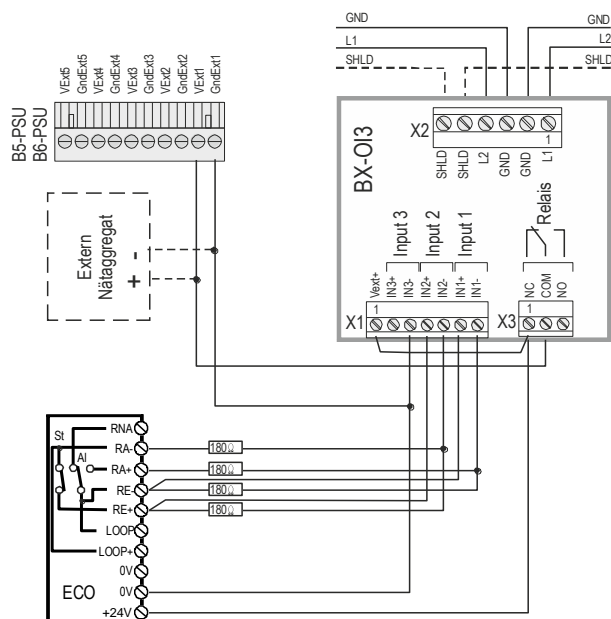 GND
L1
SHLD
GND
L2
SHLD
VExt5
GndExt5
VExt4
GndExt4
VExt3
GndExt3
VExt2
GndExt2
VExt1
GndExt1
B5-PSU
B6-PSU
X2
1
SHLD
SHLD
L2
GND
GND
L1
BX-OI3
Extern
Nätaggregat
+ -
Input 3
Input 2
Input 1
Relais
Vext+
IN3+
IN3-
IN2+
IN2-
IN1+
IN1-
NC
COM
NO
X1
1
X3
1
St
Al
RNA
RA-
180Ω
RA+
180Ω
RE-
180Ω
RE+
180Ω
LOOP
LOOP+
0V
0V
+24V
ECO